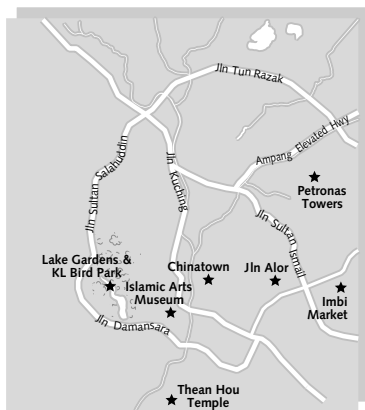 Jln Tun Razak
Ampang Elevated Hwy
Jln Sultan Salahuddin
Jln Kuching
Petronas
Towers
Jln Sultan Ismail
Lake Gardens &
KL Bird Park
Chinatown
Jln Alor
Islamic Arts
Museum
Imbi
Market
Jln Damansara
Thean Hou
Temple